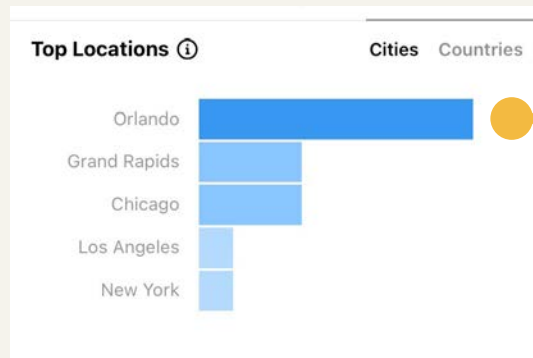 Top Locations
Cities Countries
Orlando
Grand Rapids
Chicago
Los Angeles
New York